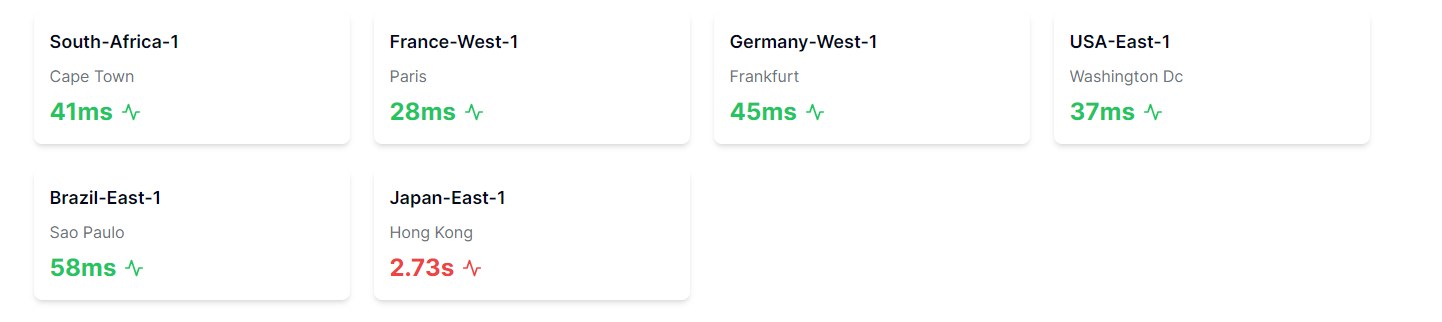 South-Africa-1
Cape Town
41ms
France-West-1
Paris
28ms
Germany-West-1
Frankfurt
45ms
USA-East-1
Washington Dc
37ms
Brazil-East-1
Sao Paulo
58ms
Japan-East-1
Hong Kong
2.73s